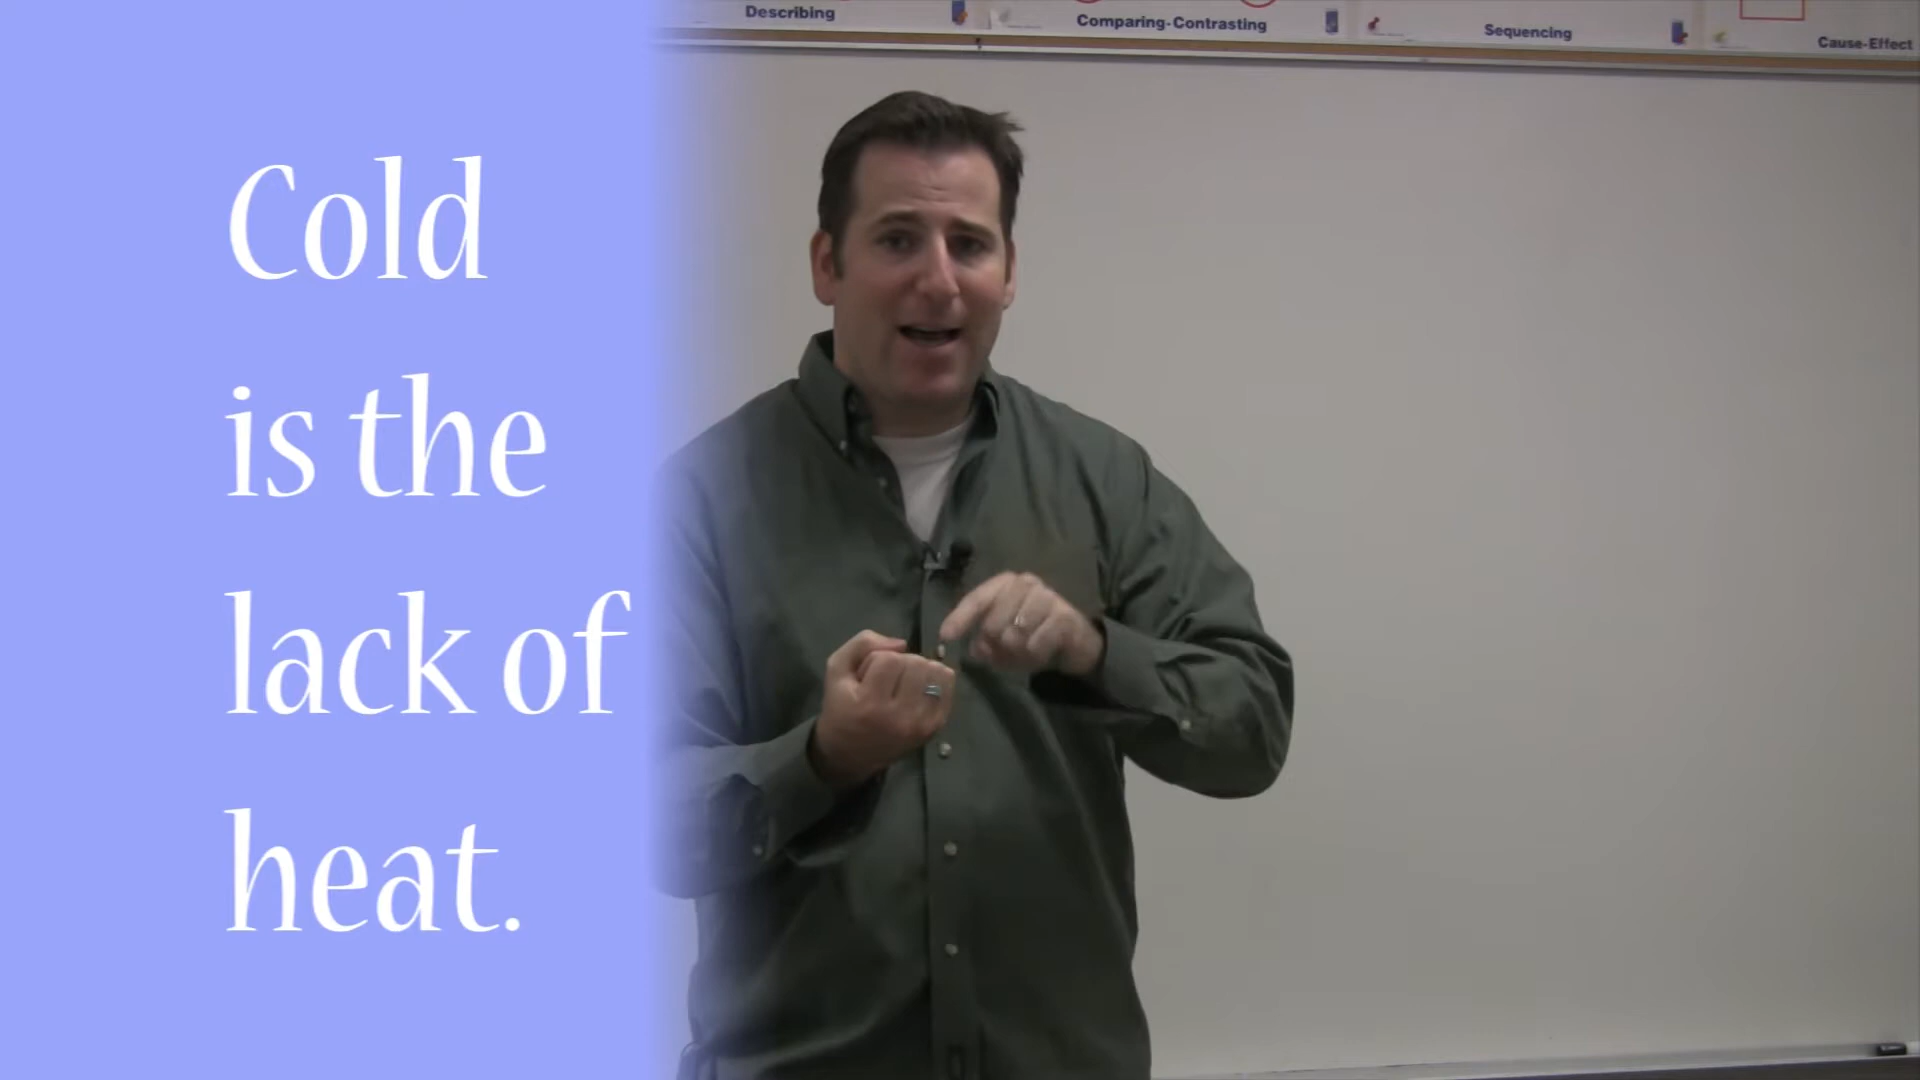 Describing
Comparing-Contrasting
Sequencing
Cause-Effect
Cold
is the
lack of
heat.